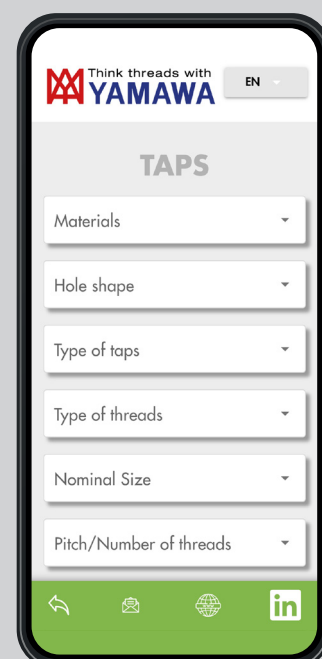 Think threads with
YAMAWA
EN
TAPS
Materials
Hole shape
Type of taps
Type of threads
Nominal Size
Pitch/Number of threads
in